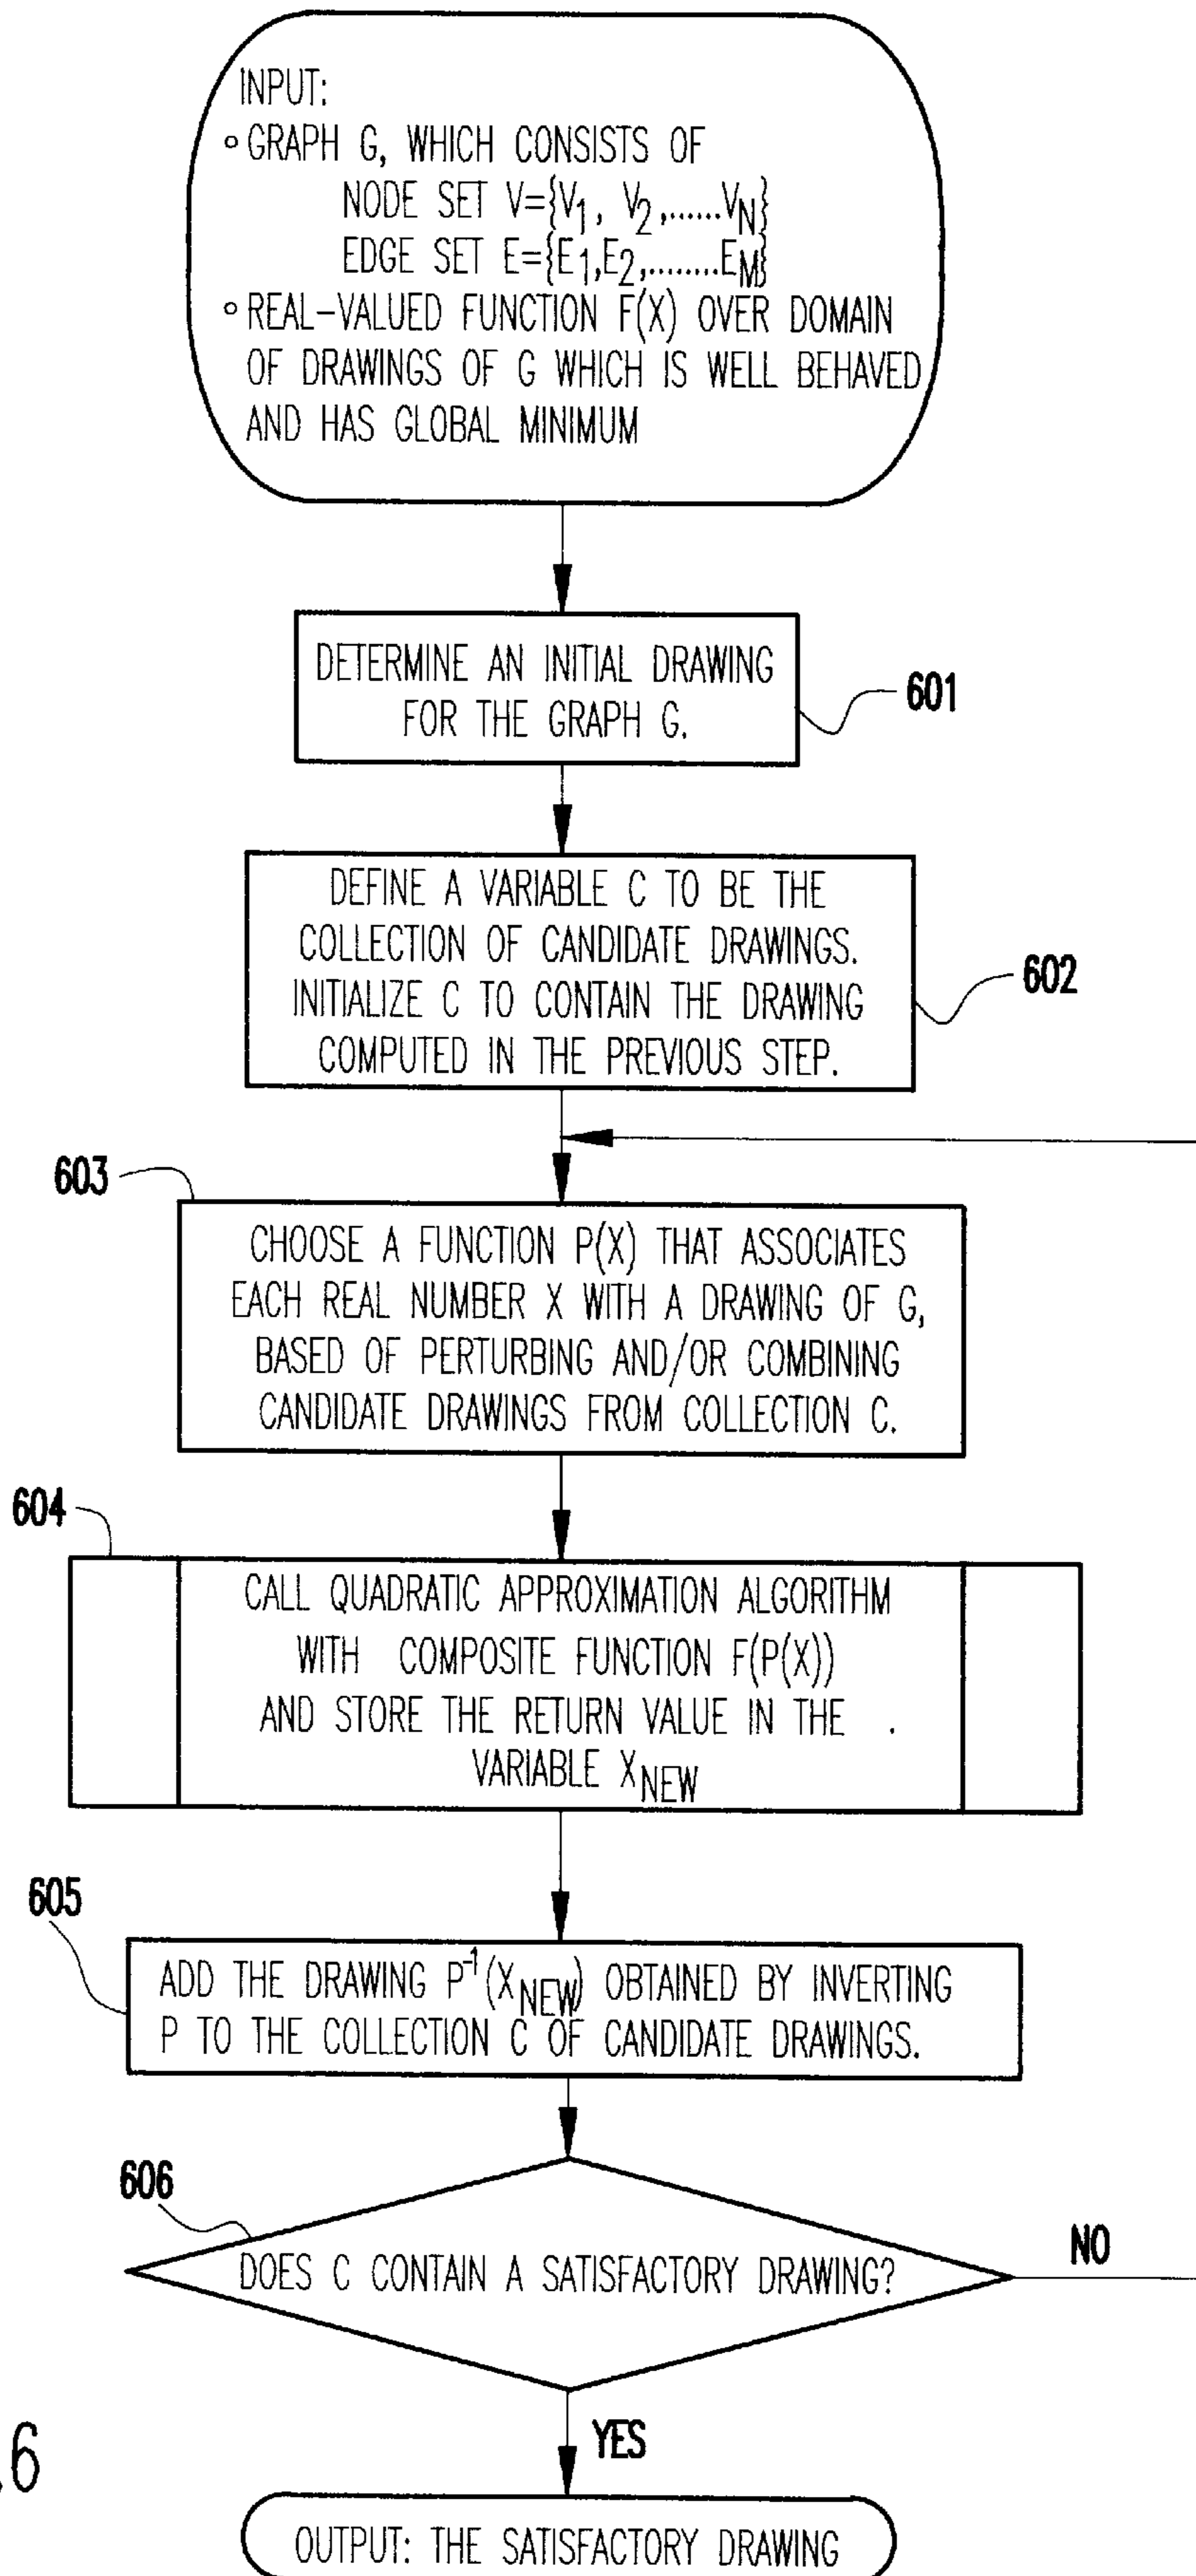 INPUT:
∘ GRAPH G, WHICH CONSISTS OF
NODE SET V={V1, V2,......VN}
EDGE SET E={E1,E2,........EM}
∘ REAL-VALUED FUNCTION F(X) OVER DOMAIN
OF DRAWINGS OF G WHICH IS WELL BEHAVED
AND HAS GLOBAL MINIMUM
DETERMINE AN INITIAL DRAWING
FOR THE GRAPH G.
601
DEFINE A VARIABLE C TO BE THE
COLLECTION OF CANDIDATE DRAWINGS.
INITIALIZE C TO CONTAIN THE DRAWING
COMPUTED IN THE PREVIOUS STEP.
602
603
CHOOSE A FUNCTION P(X) THAT ASSOCIATES
EACH REAL NUMBER X WITH A DRAWING OF G,
BASED OF PERTURBING AND/OR COMBINING
CANDIDATE DRAWINGS FROM COLLECTION C.
604
CALL QUADRATIC APPROXIMATION ALGORITHM
WITH COMPOSITE FUNCTION F(P(X))
AND STORE THE RETURN VALUE IN THE .
VARIABLE XNEW
605
ADD THE DRAWING P⁻¹(XNEW) OBTAINED BY INVERTING
P TO THE COLLECTION C OF CANDIDATE DRAWINGS.
606
DOES C CONTAIN A SATISFACTORY DRAWING?
NO
YES
.6
OUTPUT: THE SATISFACTORY DRAWING